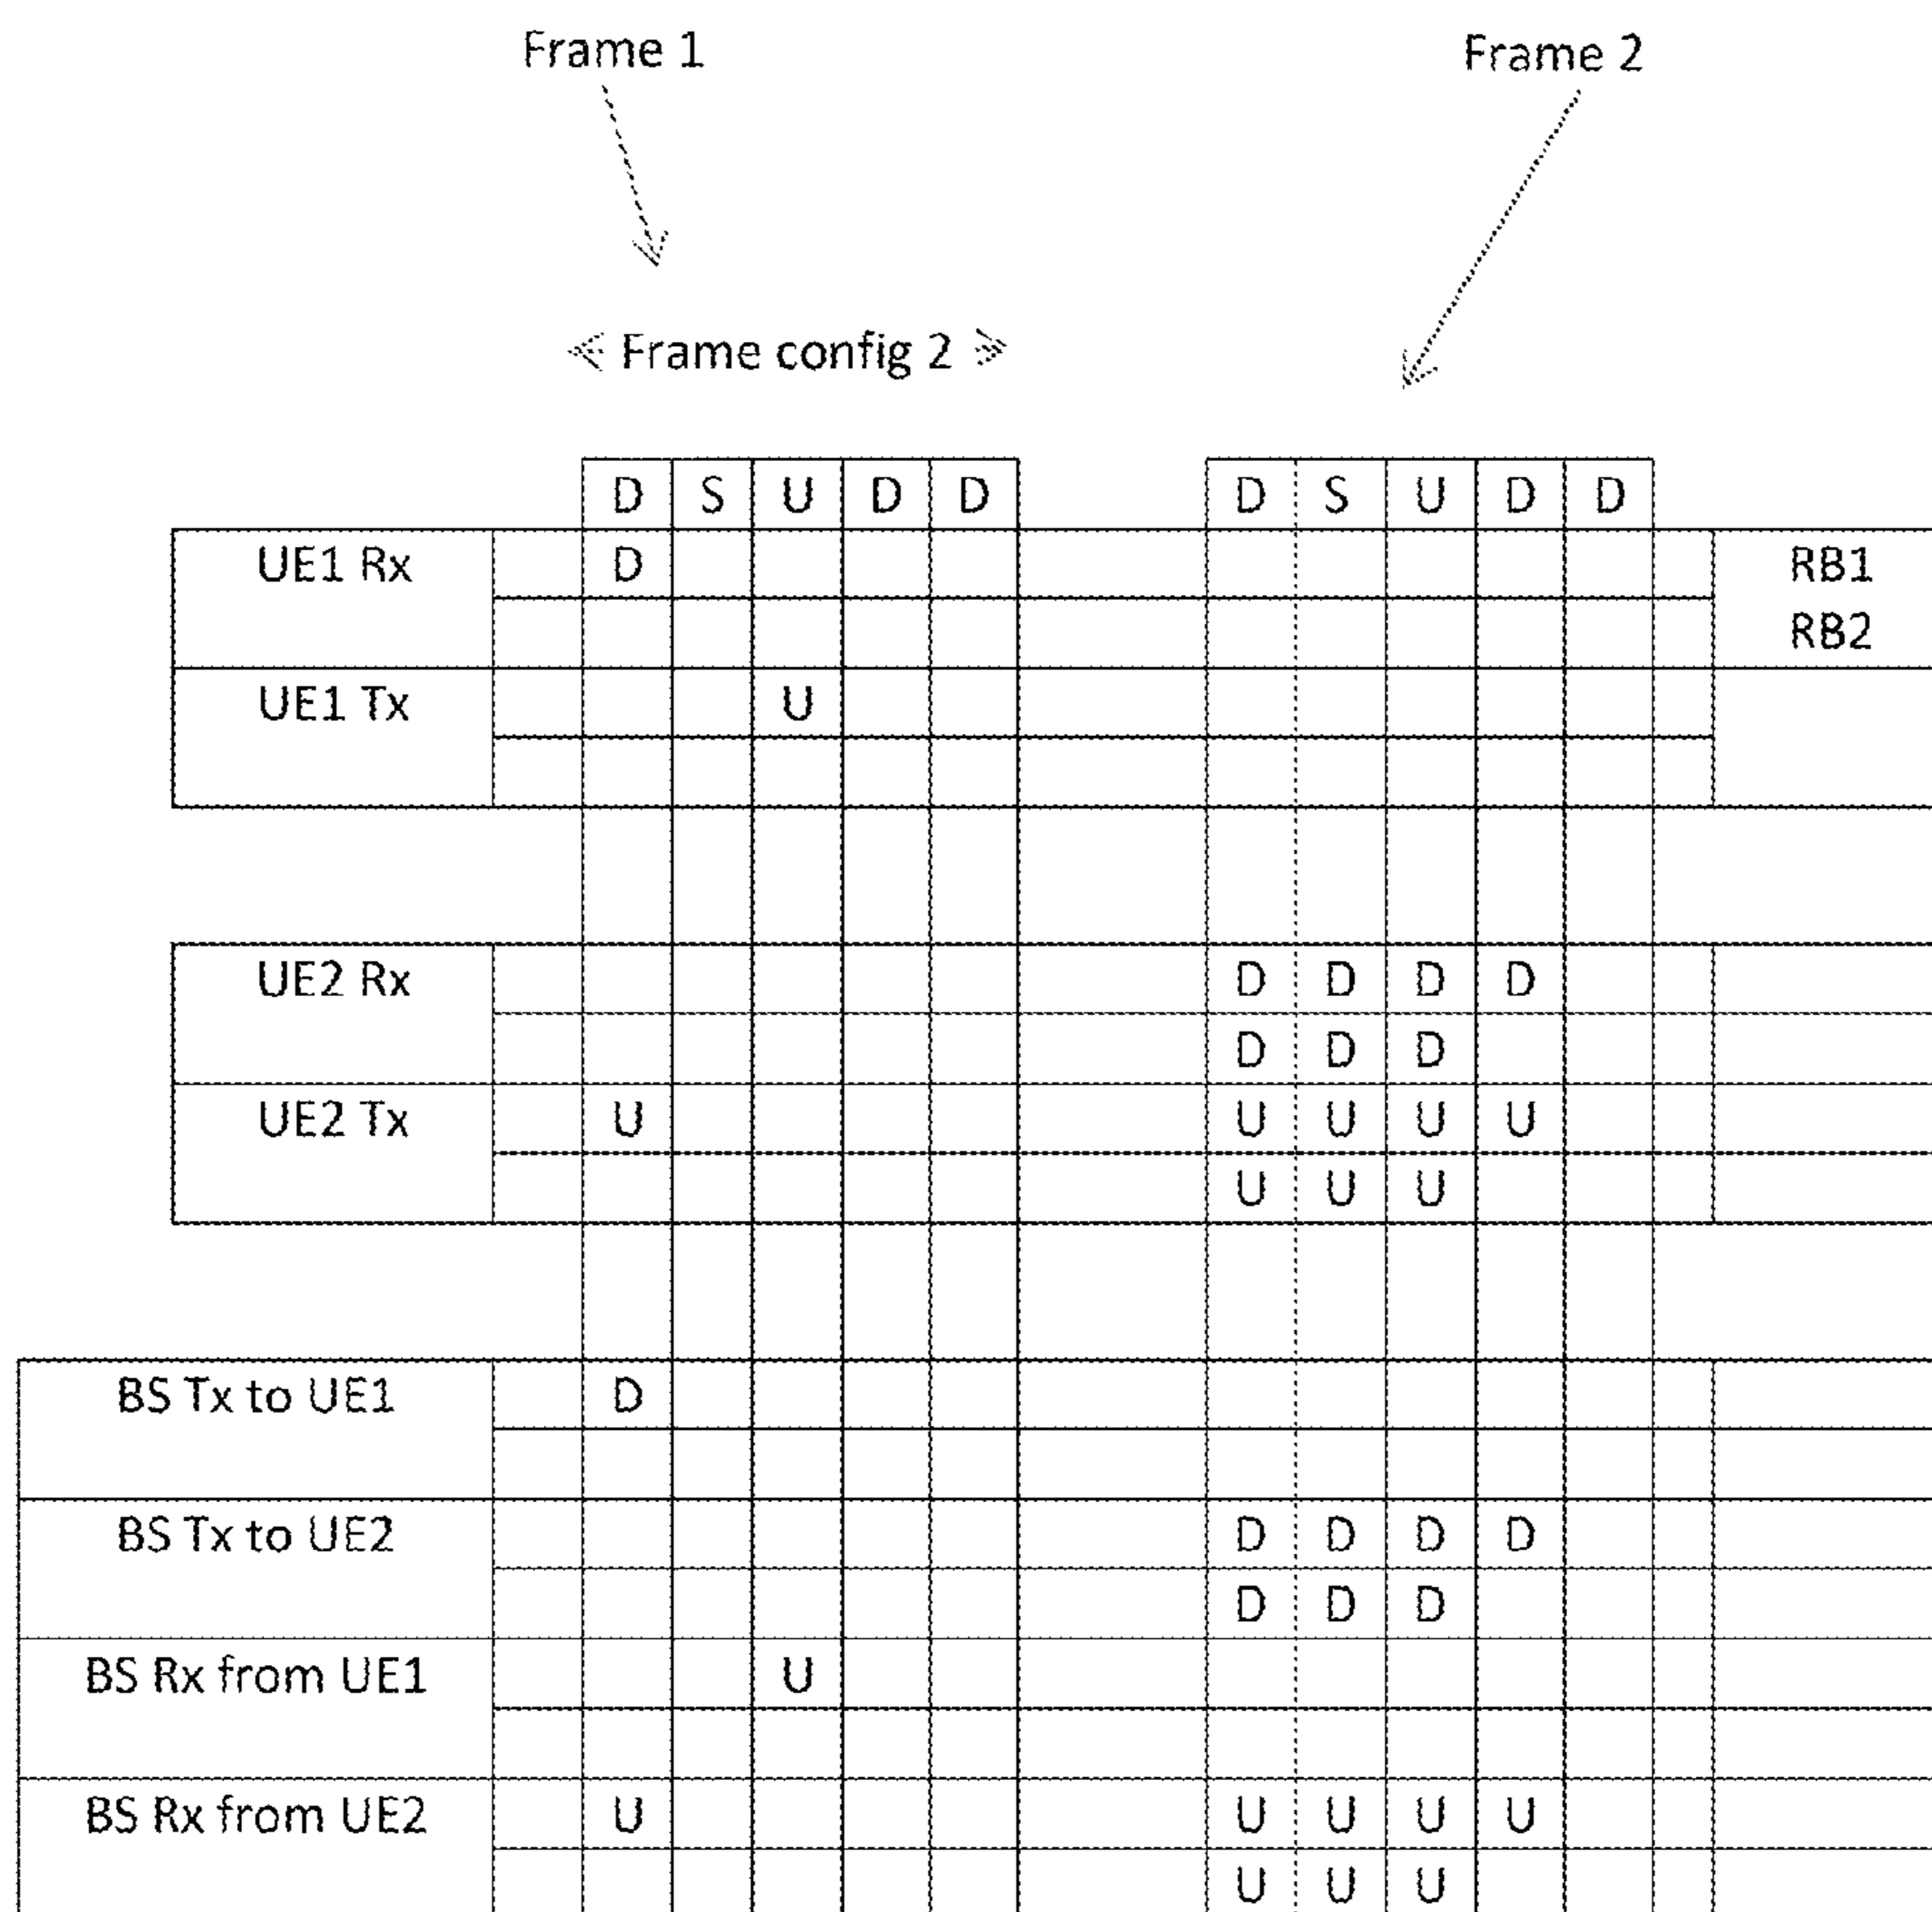 Frame 1 Frame 2
Frame config 2
D S U D D D S U D D
UE1 Rx D RB1
RB2
UE1 Tx U
UE2 Rx D D D D
D D D
UE2 Tx U U U U U
U U U
BS Tx to UE1 D
BS Tx to UE2 D D D D
D D D
BS Rx from UE1 U
BS Rx from UE2 U U U U U
U U U